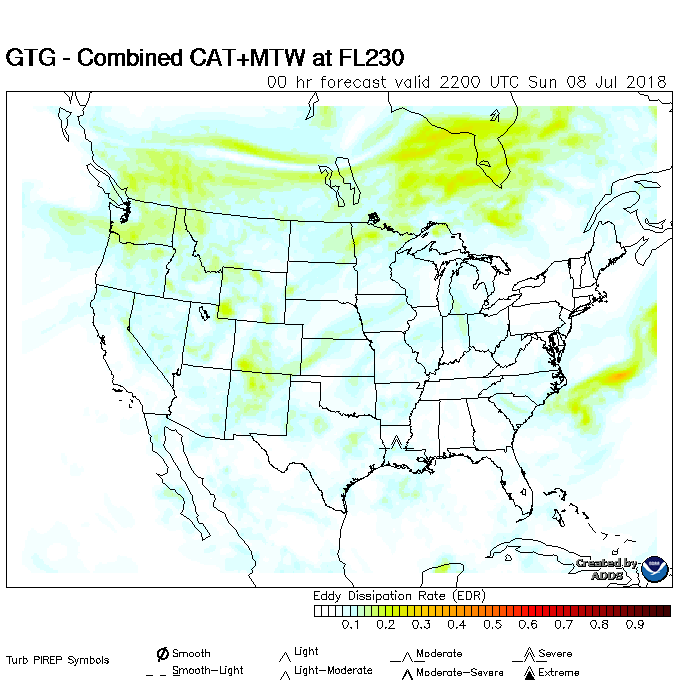 GTG - Combined CAT+MTW at FL230
00 hr forecast valid 2200 UTC Sun 08 Jul 2018
Created by
ADDS
Eddy Dissipation Rate (EDR)
0.1 0.2 0.3 0.4 0.5 0.6 0.7 0.8 0.9
Turb PIREP Symbols
Smooth Light Moderate Severe
Smooth-Light Light-Moderate Moderate-Severe Extreme